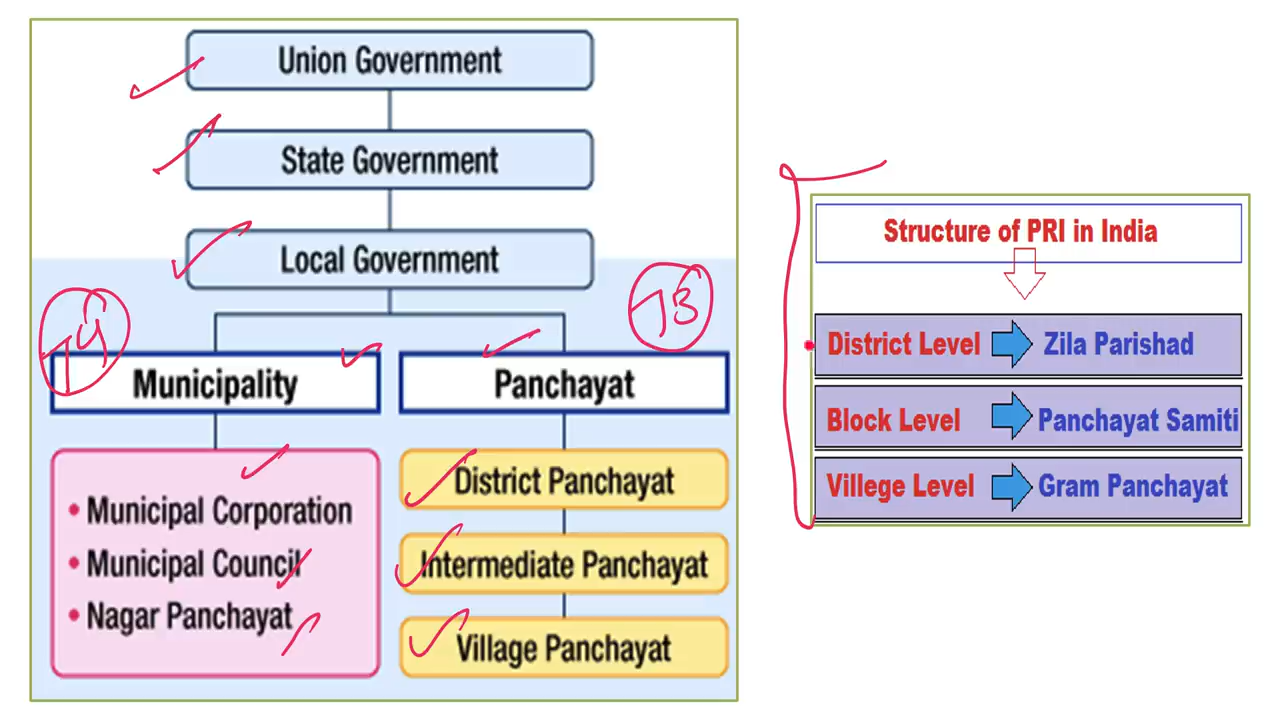 Union Government
State Government
Local Government
74
73
Municipality
Panchayat
• Municipal Corporation
• Municipal Council
• Nagar Panchayat
District Panchayat
Intermediate Panchayat
Village Panchayat
Structure of PRI in India
District Level Zila Parishad
Block Level Panchayat Samiti
Villege Level Gram Panchayat